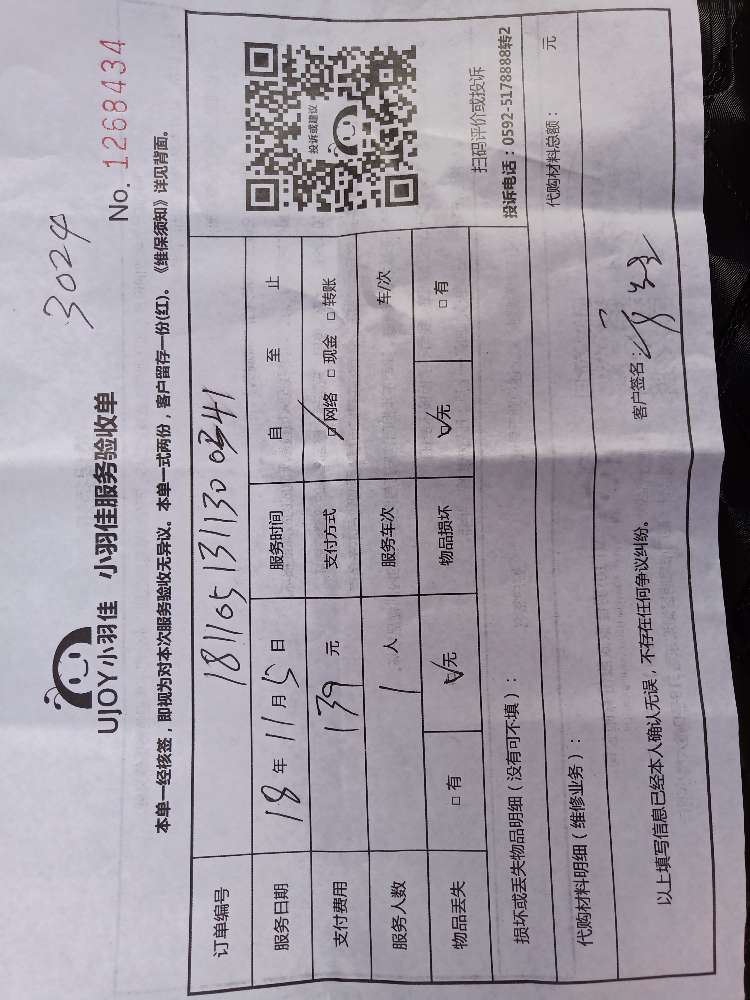 3024
UJOY小羽佳 小羽佳服务验收单
No. 1268434
本单一经核签，即视为对本次服务验收无异议。本单一式两份，客户留存一份(红)。《维保须知》详见背面。
订单编号 181105131130 0341
服务日期 18 年 11 月 5 日 服务时间 自 至 止
支付费用 139 元 支付方式 ☑ 网络 □ 现金 □ 转账
服务人数 1 人 服务车次 车/次
物品丢失 □ 有 ☑ 无 物品损坏 ☑ 无 □ 有
投诉或建议
扫码评价或投诉
投诉电话：0592-5178888转2
损坏或丢失物品明细（没有可不填）：
代购材料明细（维修业务）： 代购材料总额： 元
以上填写信息已经本人确认无误，不存在任何争议纠纷。 客户签名：